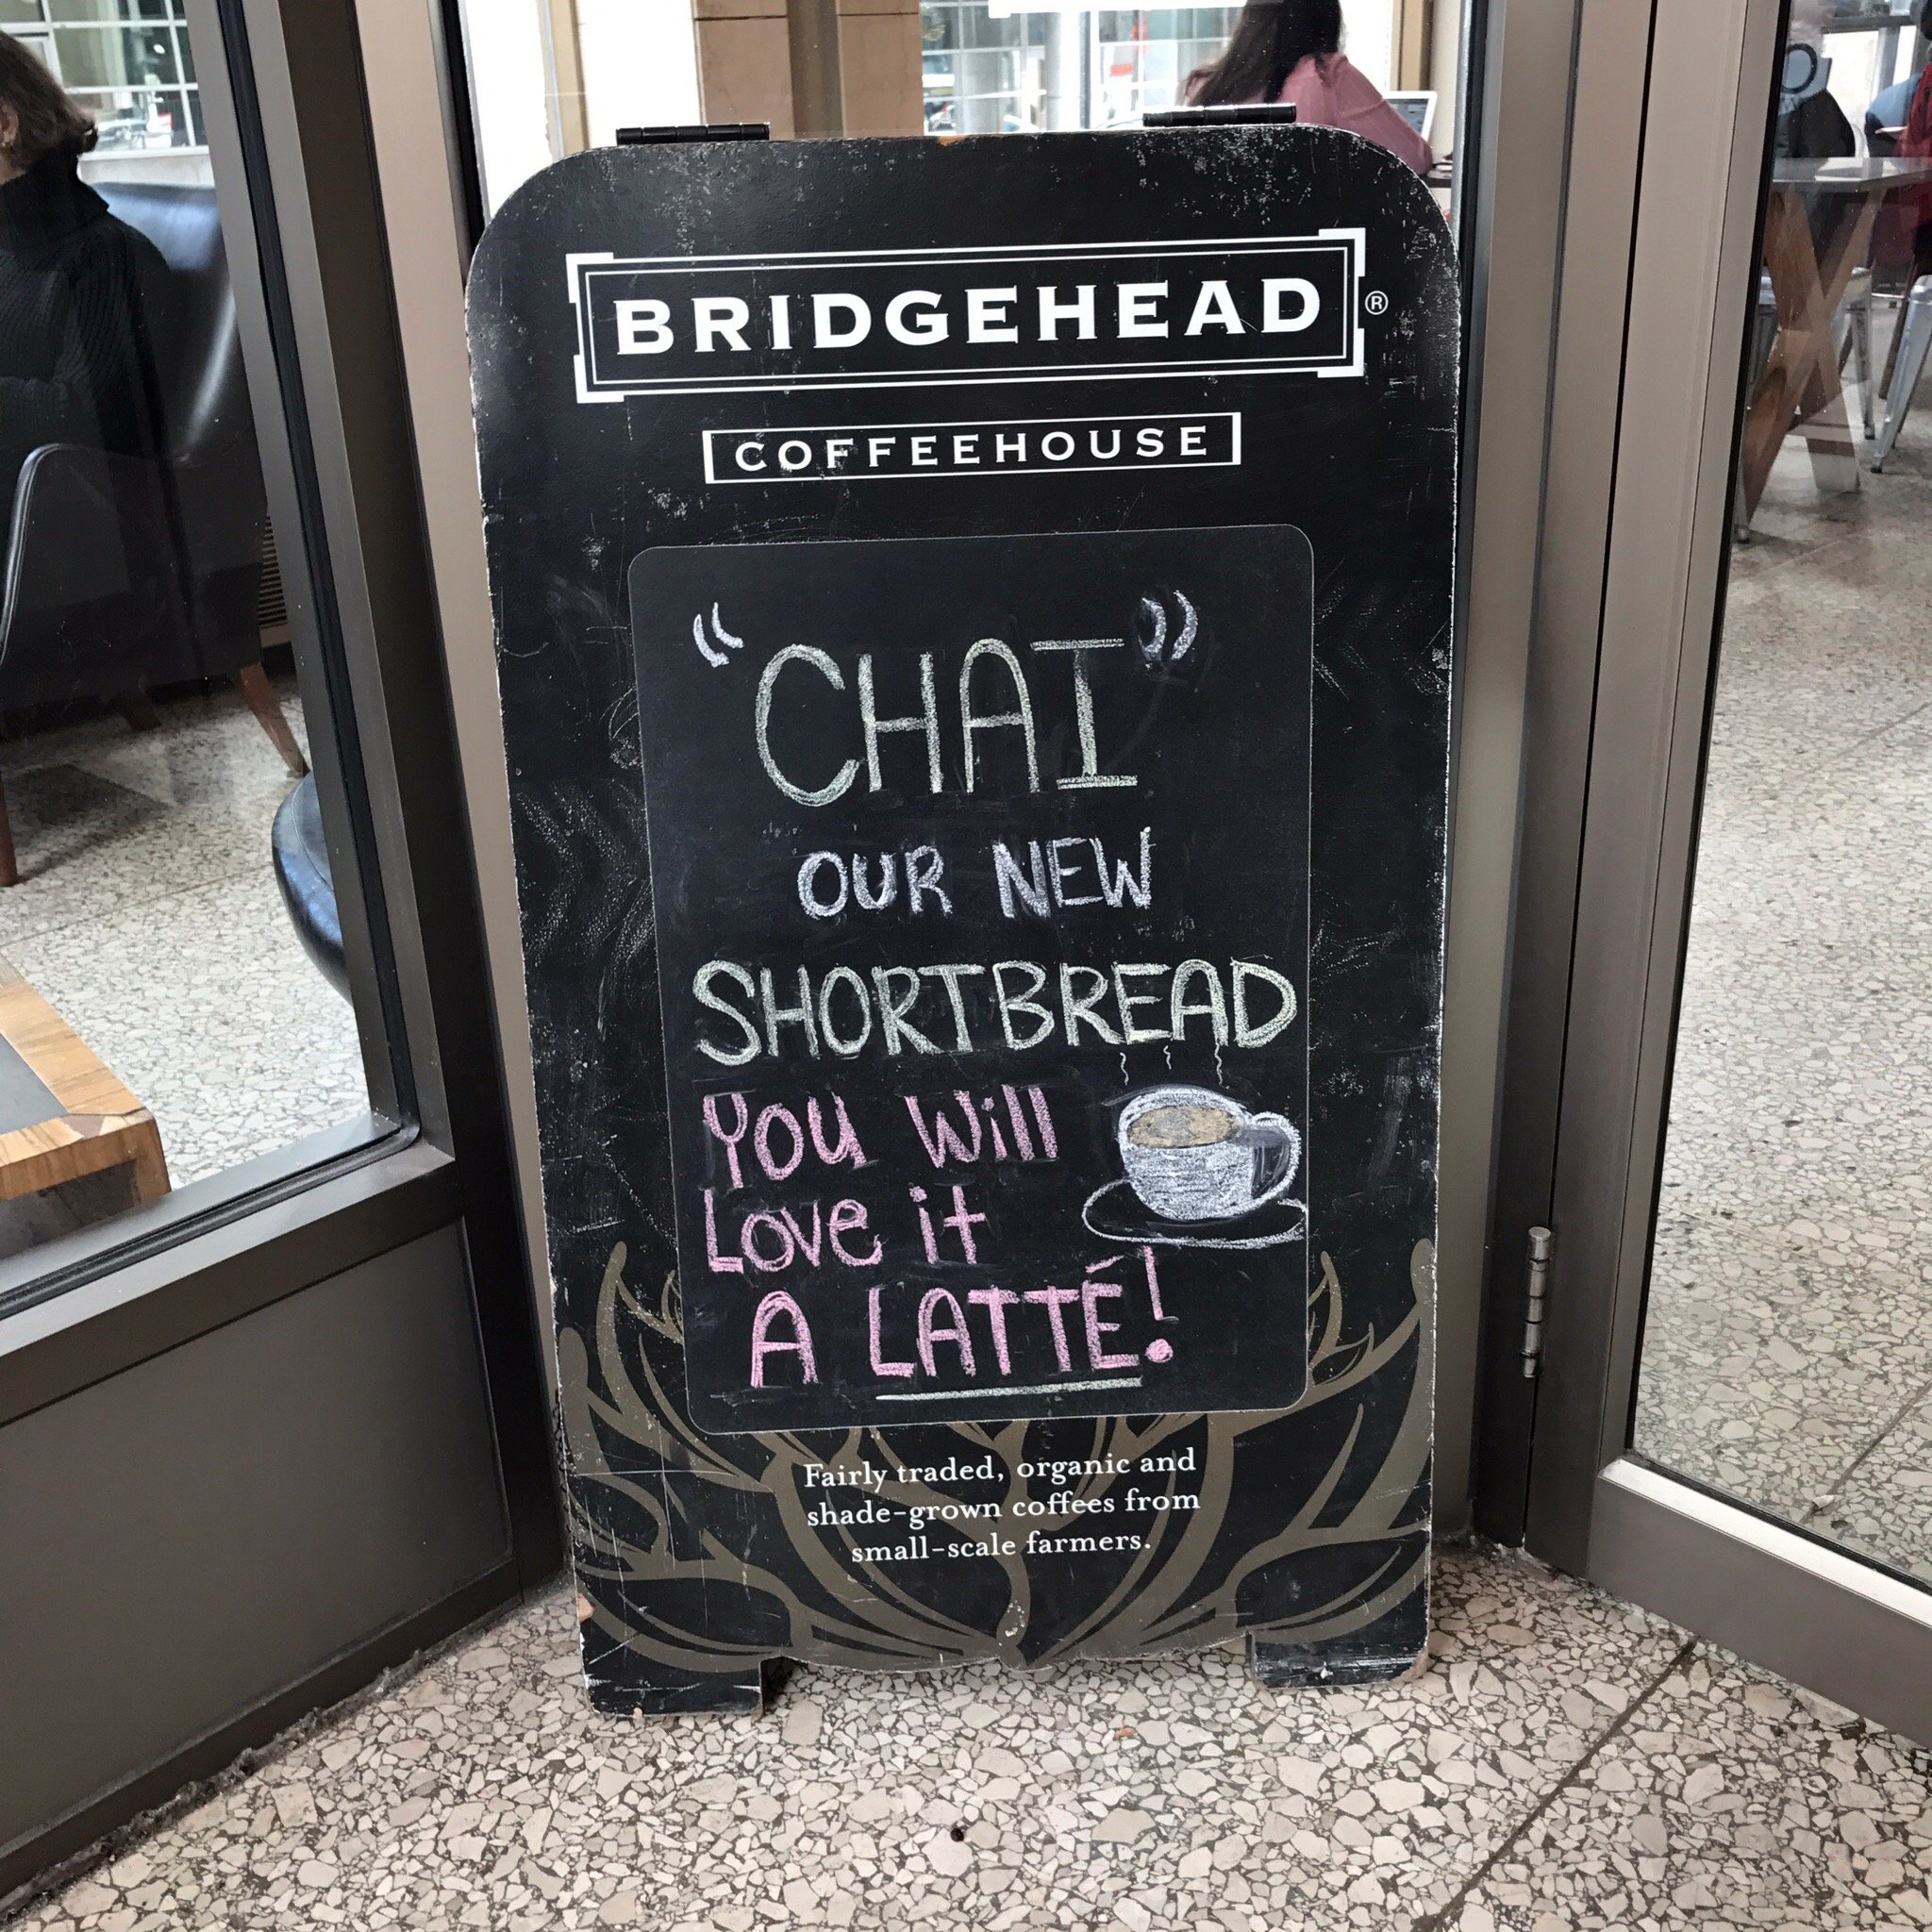 BRIDGEHEAD®
COFFEEHOUSE
“CHAI”
OUR NEW
SHORTBREAD
You Will
Love it
A LATTÉ!
Fairly traded, organic and
shade-grown coffees from
small-scale farmers.